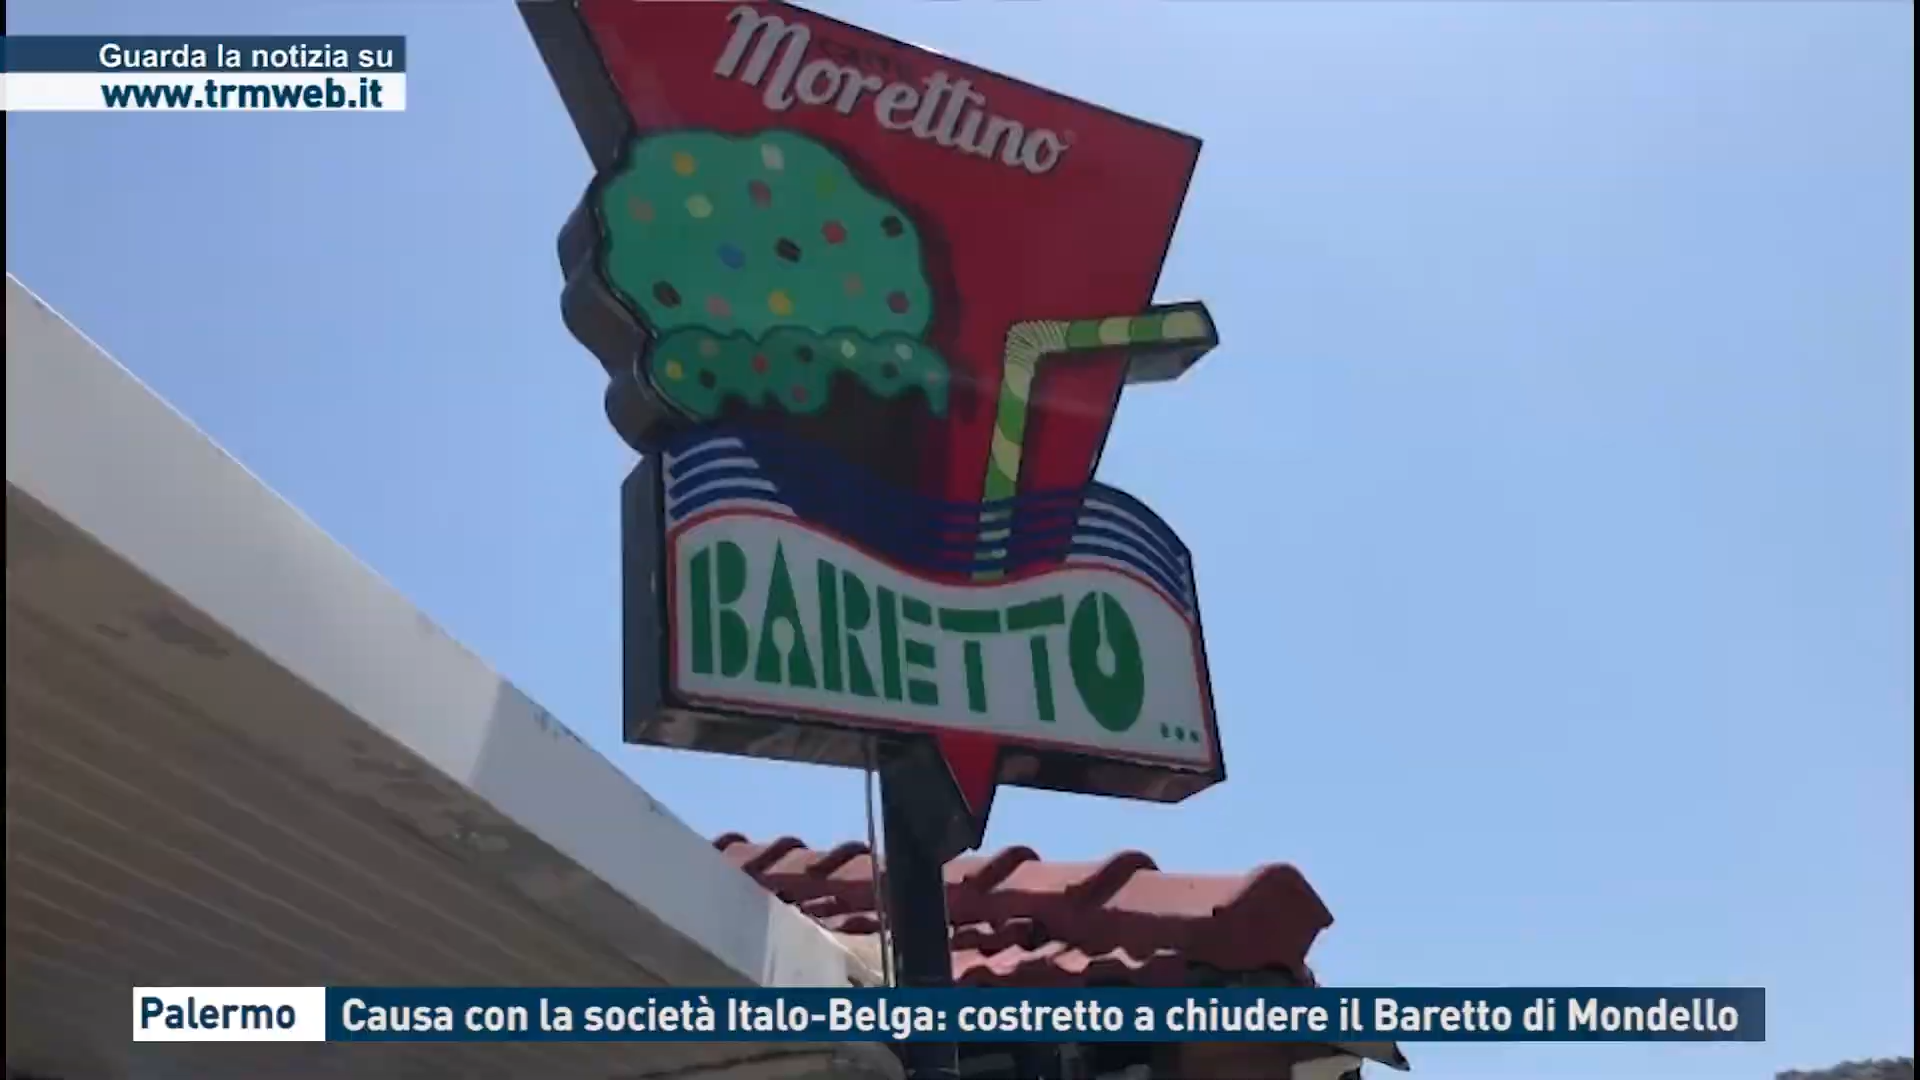 Guarda la notizia su
www.trmweb.it
Morettino
BARETTO...
Palermo
Causa con la società Italo-Belga: costretto a chiudere il Baretto di Mondello